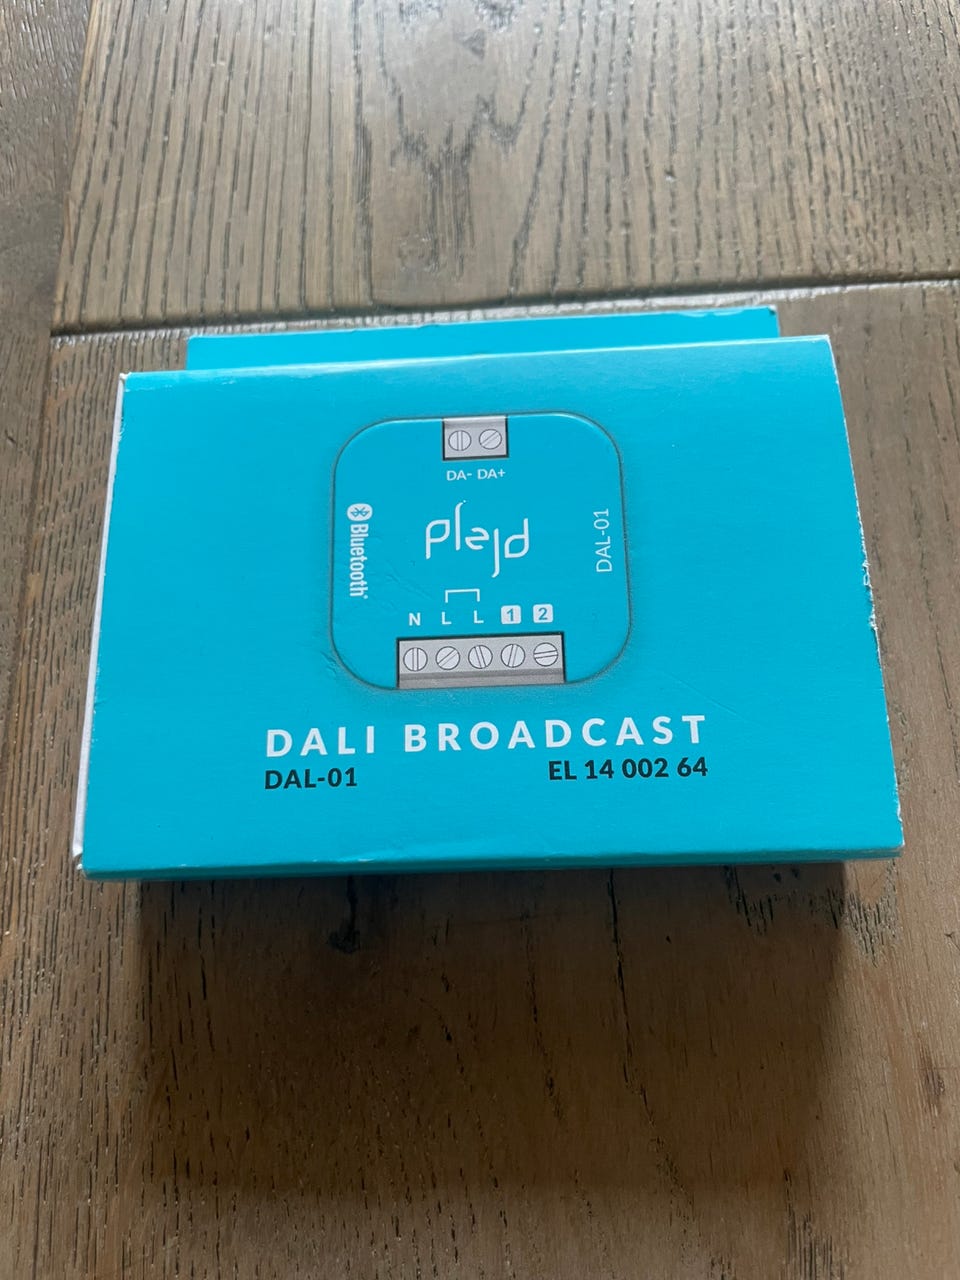 DA- DA+
plejd
Bluetooth®
DAL-01
N L L 1 2
DALI BROADCAST
DAL-01 EL 14 002 64